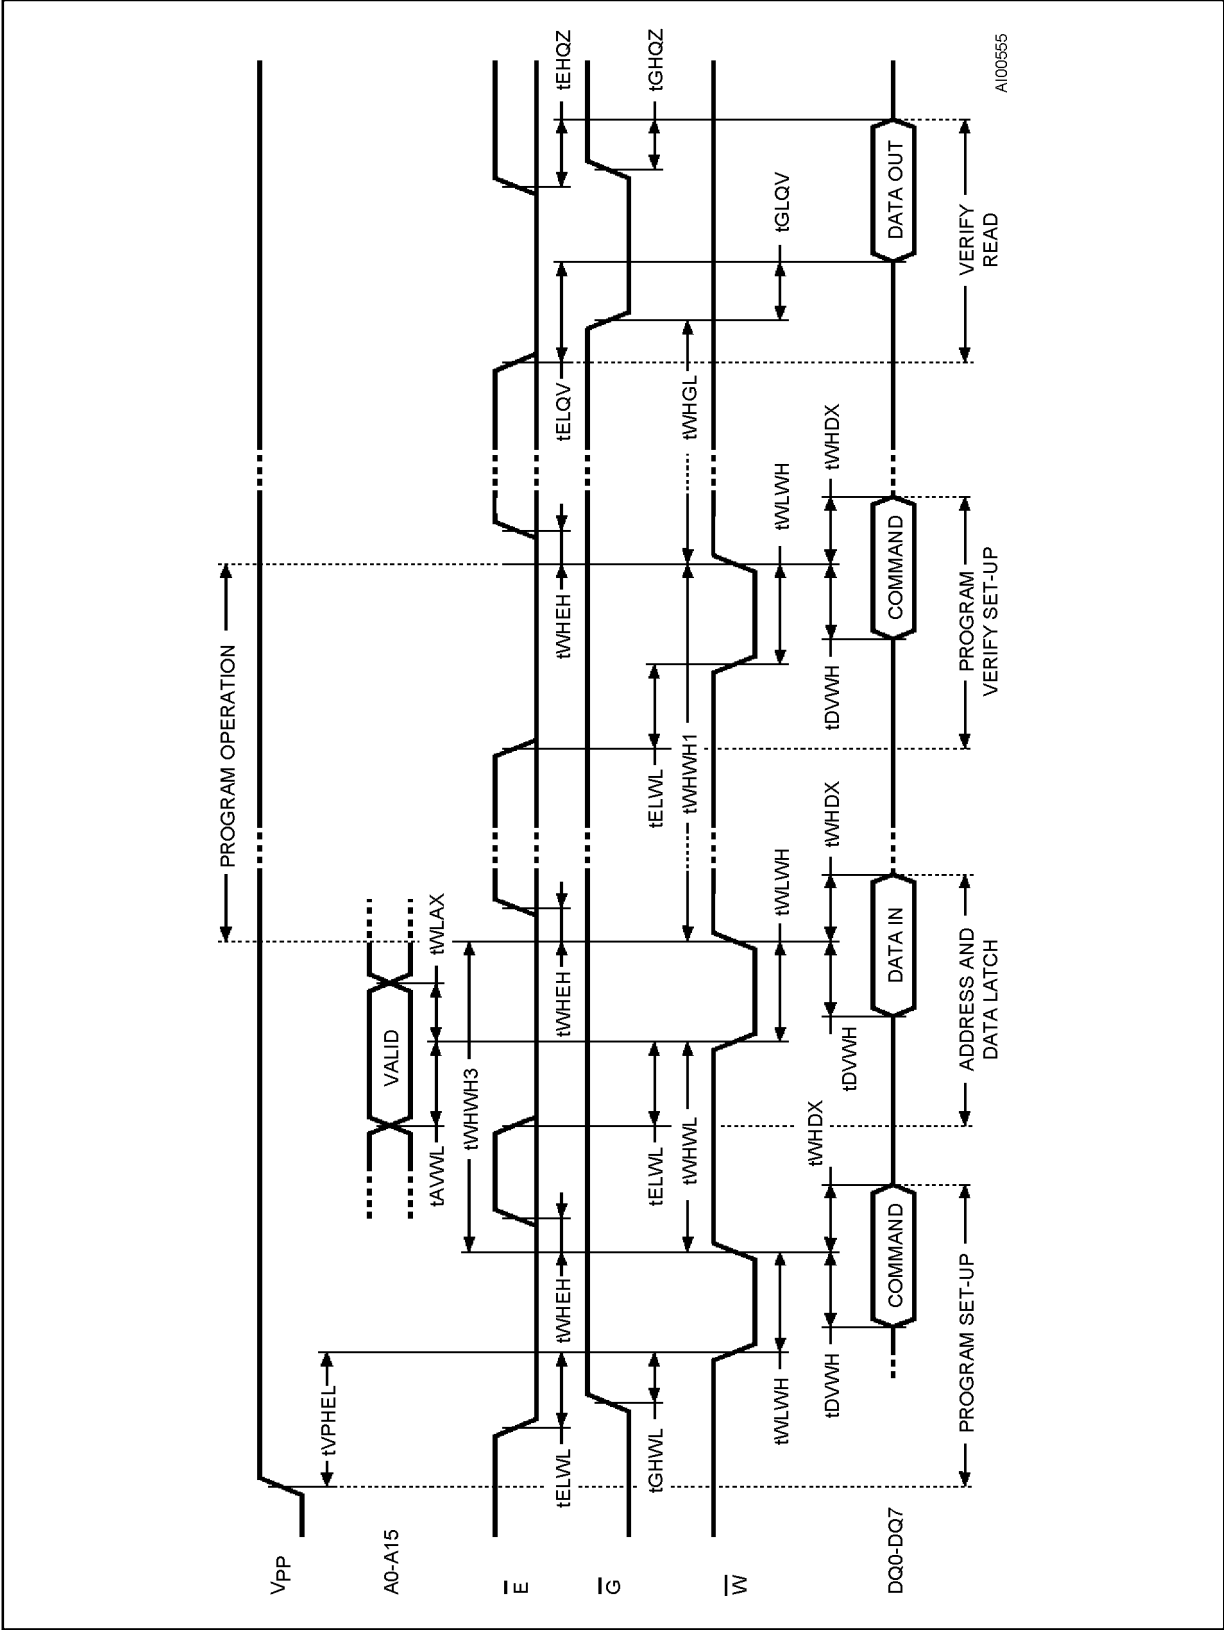 VPP
tVPHEL
PROGRAM OPERATION
A0-A15
VALID
tAVWL
tWLAX
tWHWH3
E
tELWL
tWHEH
tWHEH
tWHEH
tELQV
tEHQZ
G
tGHWL
tELWL
tELWL
tGHQZ
tWHWL
tWHWH1
tWHGL
W
tWLWH
tWLWH
tWLWH
tGLQV
tDVWH
tWHDX
tDVWH
tWHDX
tDVWH
tWHDX
DQ0-DQ7
COMMAND
DATA IN
COMMAND
DATA OUT
PROGRAM SET-UP
ADDRESS AND
DATA LATCH
PROGRAM
VERIFY SET-UP
VERIFY
READ
AI00555